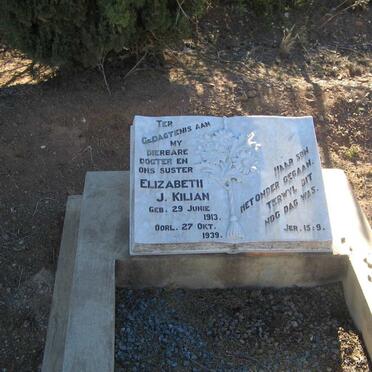 TER
GEDAGTENIS AAN
MY
DIERBARE
DOGTER EN
ONS SUSTER
ELIZABETH
J. KILIAN
GEB. 29 JUNIE
1913.
OORL. 27 OKT.
1939.
HAAR SON
HET ONDER GEGAAN.
TERWYL DIT
NOG DAG WAS.
JER. 15:9.